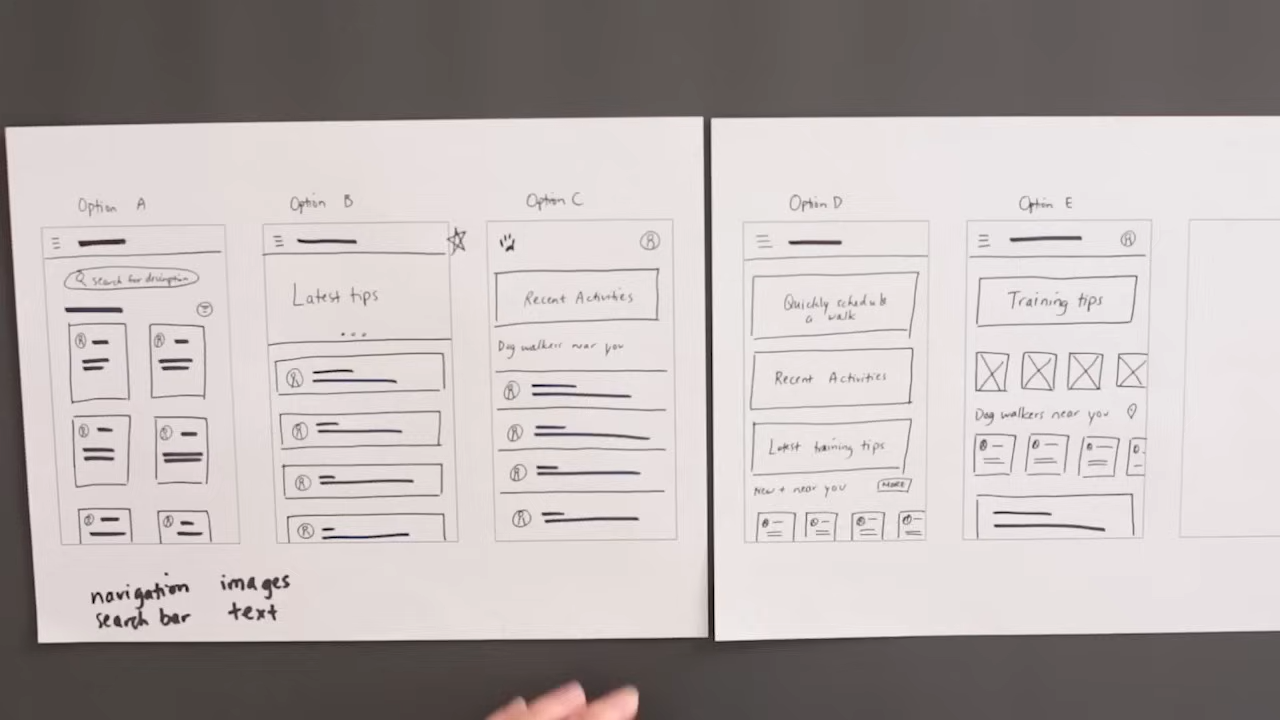 Option A
search for description
navigation images
search bar text
Option B
Latest tips
Option C
Recent Activities
Dog walkers near you
Option D
Quickly schedule
a walk
Recent Activities
Latest training tips
New + near you MORE
Option E
Training tips
Dog walkers near you